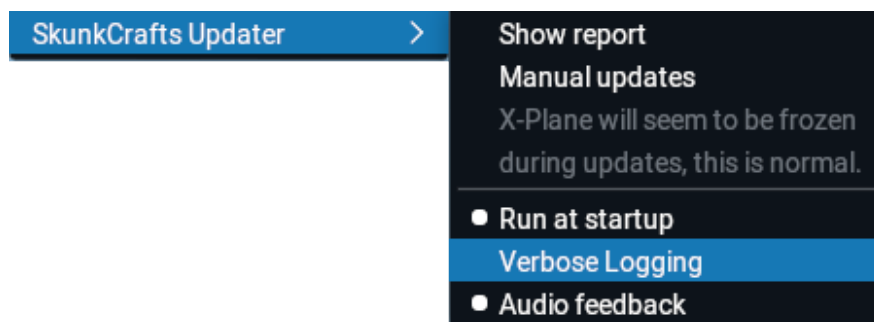 SkunkCrafts Updater
Show report
Manual updates
X-Plane will seem to be frozen
during updates, this is normal.
Run at startup
Verbose Logging
Audio feedback